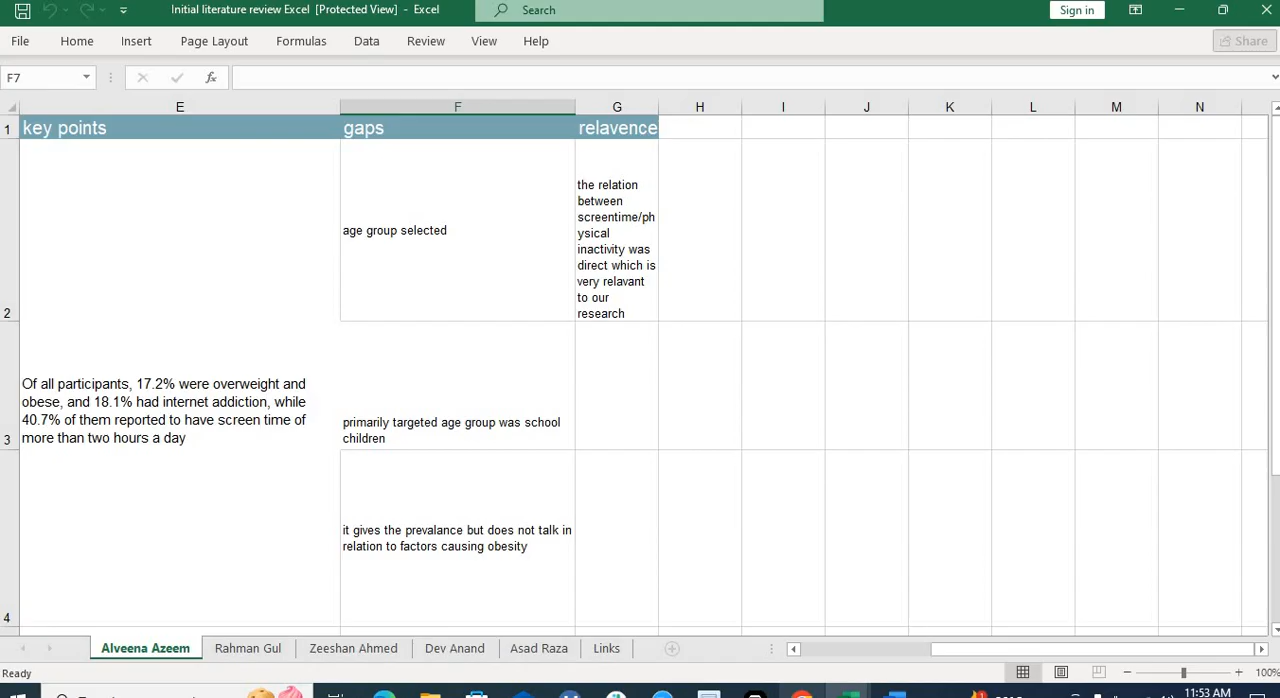 Initial literature review Excel [Protected View] - Excel
Search
Sign in
File Home Insert Page Layout Formulas Data Review View Help
Share
F7
fx
E F G H I J K L M N
1 key points gaps relavence
the relation
between
screentime/ph
ysical
inactivity was
direct which is
very relavant
to our
research
age group selected
2
Of all participants, 17.2% were overweight and
obese, and 18.1% had internet addiction, while
40.7% of them reported to have screen time of
more than two hours a day
primarily targeted age group was school
children
3
it gives the prevalance but does not talk in
relation to factors causing obesity
4
Alveena Azeem Rahman Gul Zeeshan Ahmed Dev Anand Asad Raza Links
Ready
100%
11:53 AM